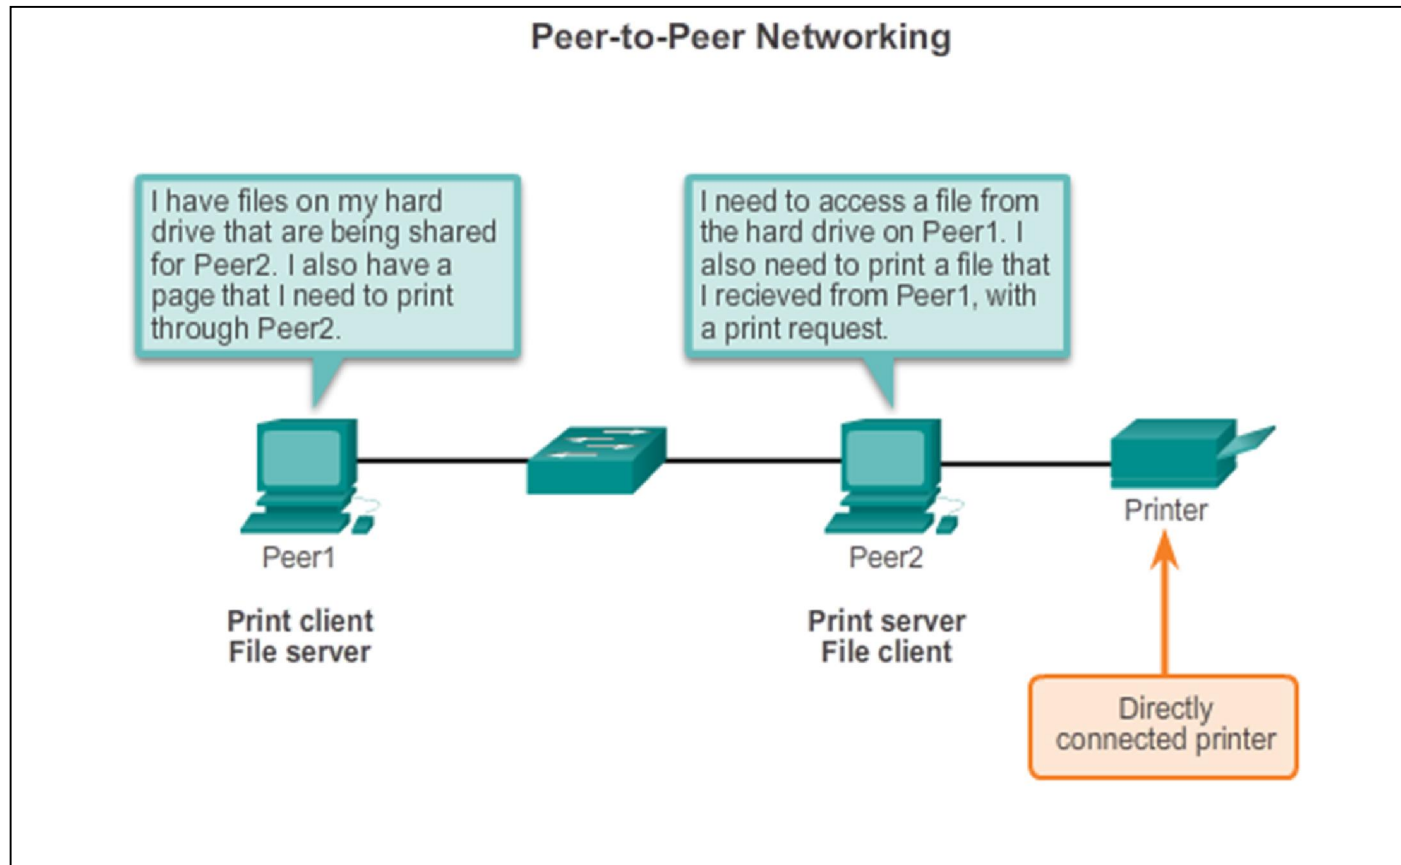 Peer-to-Peer Networking
I have files on my hard
drive that are being shared
for Peer2. I also have a
page that I need to print
through Peer2.
I need to access a file from
the hard drive on Peer1. I
also need to print a file that
I recieved from Peer1, with
a print request.
Peer1
Print client
File server
Peer2
Print server
File client
Printer
Directly
connected printer